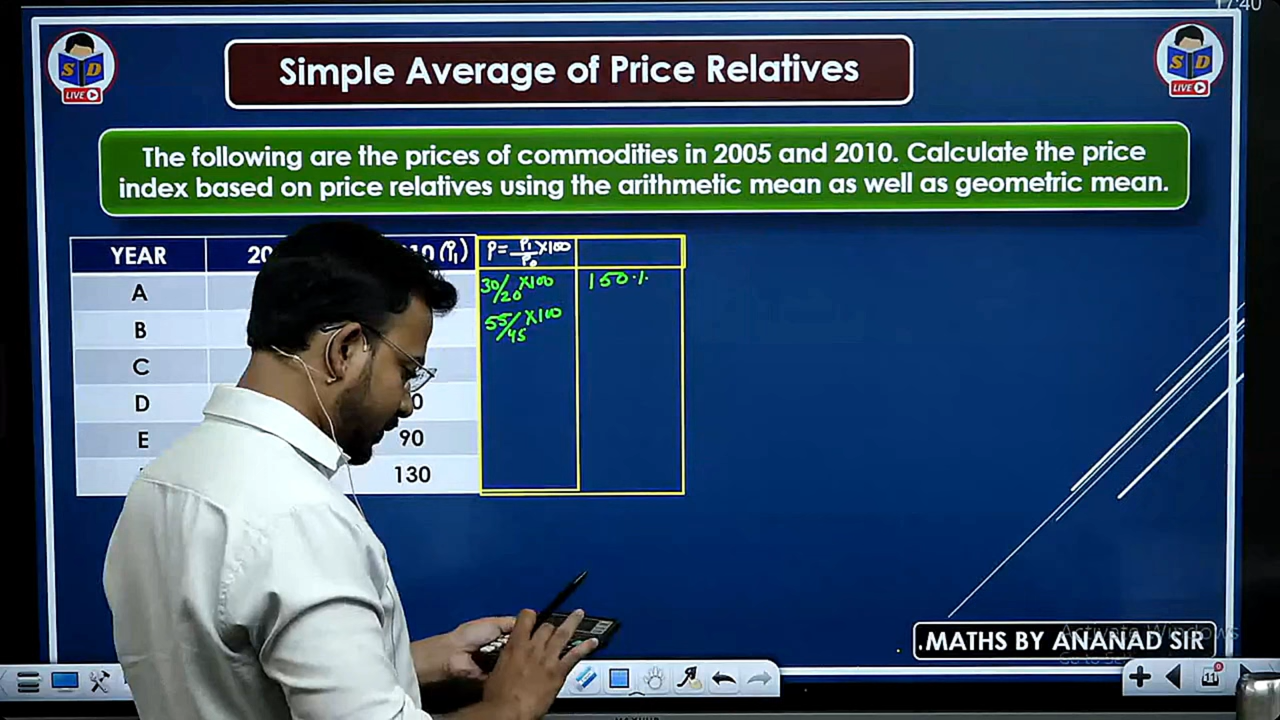 17:40
S D
LIVE
Simple Average of Price Relatives
S D
LIVE
The following are the prices of commodities in 2005 and 2010. Calculate the price
index based on price relatives using the arithmetic mean as well as geometric mean.
YEAR 20 10 (P₁) P = P₁/P₀ × 100
A 30/20 × 100 150 %
B 55/45 × 100
C
D 0
E 90
130
.MATHS BY ANANAD SIR
Activate Windows
11